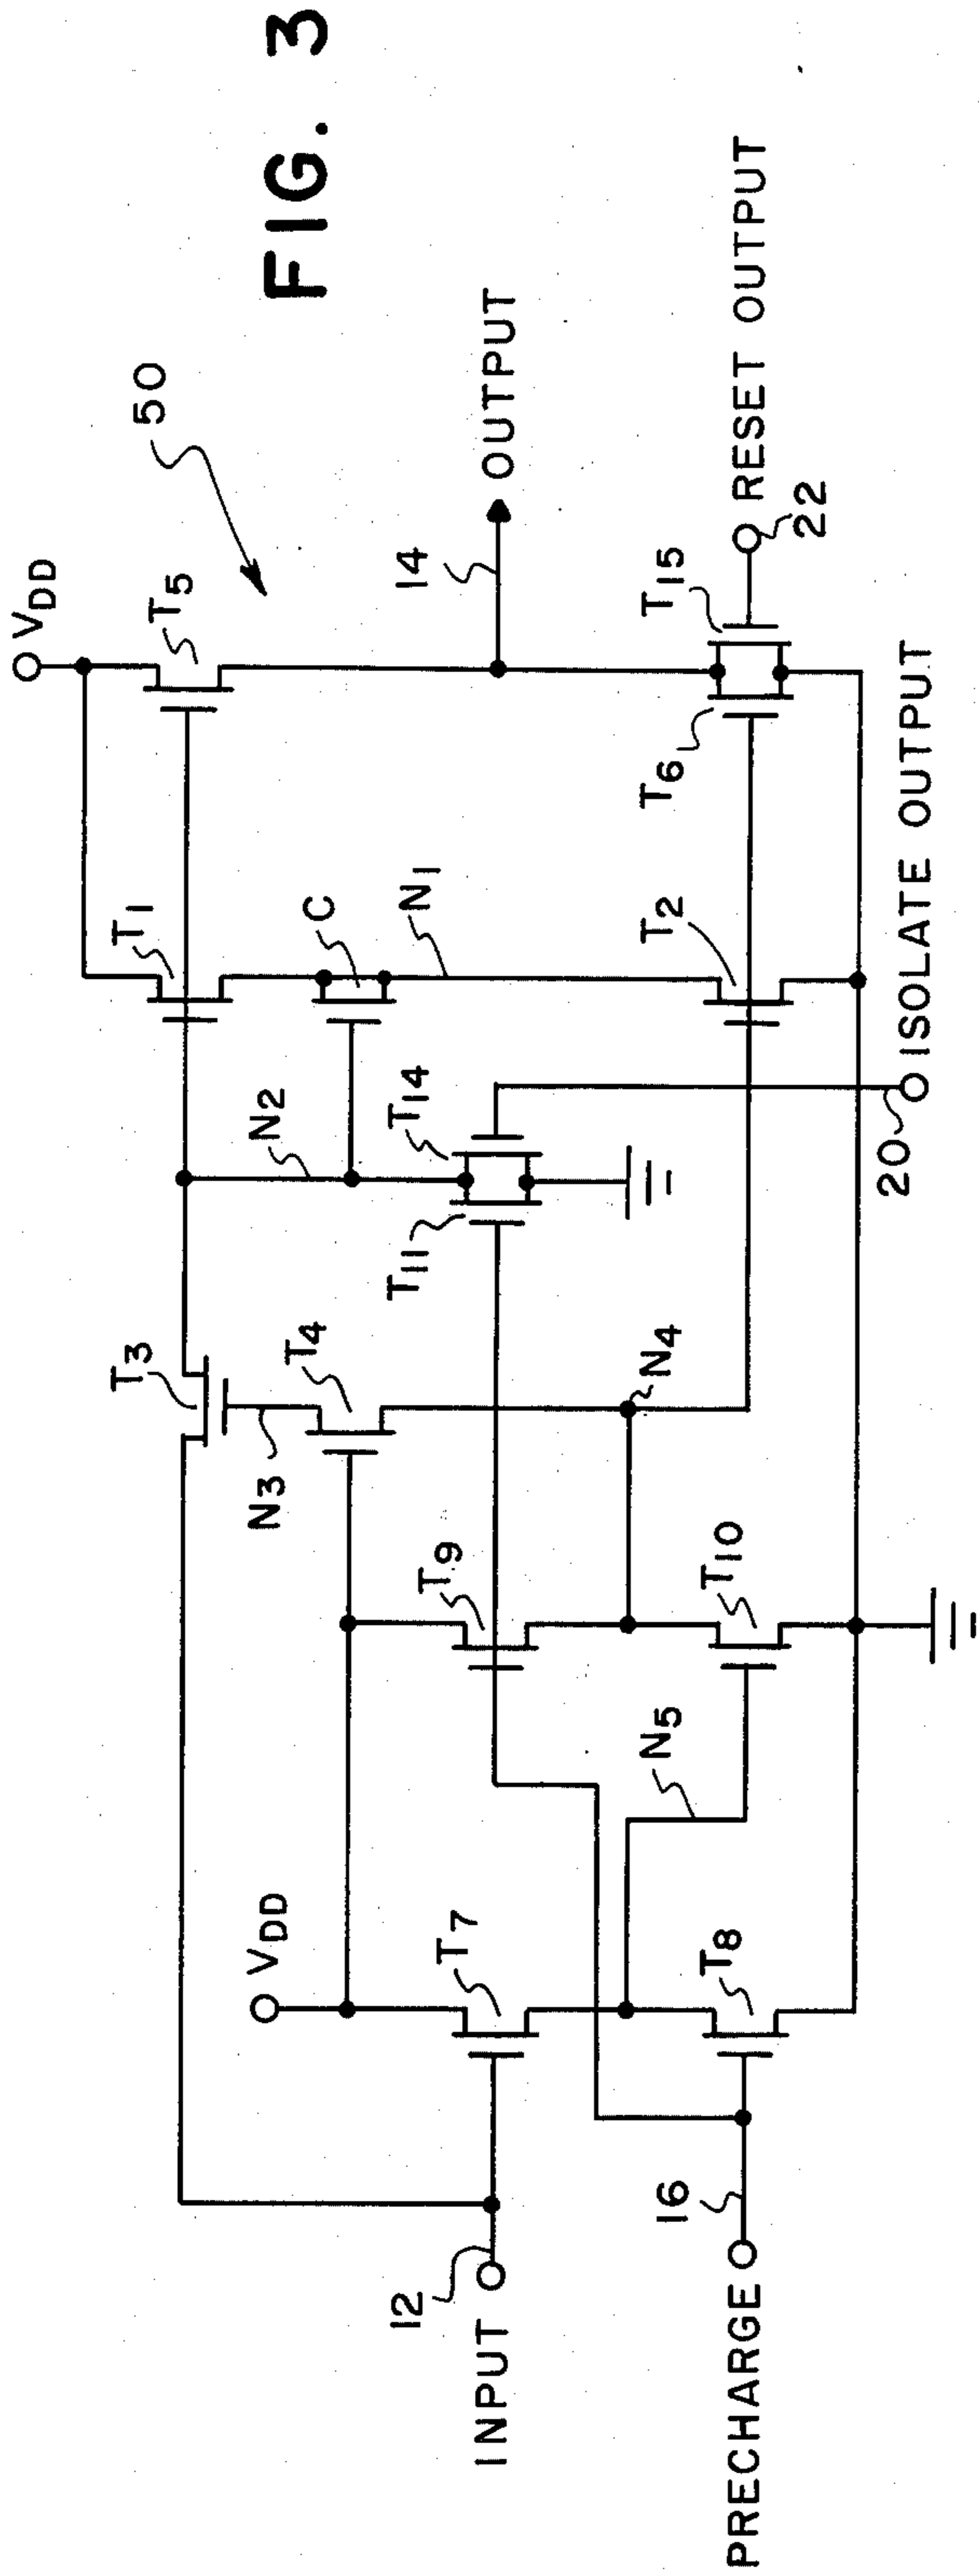 FIG. 3
50
VDD
T5
T1
T3
C
N2
N1
14
OUTPUT
T4
N3
T14
T11
VDD
T9
T7
12
INPUT
N4
T2
T6
T15
RESET OUTPUT
22
N5
T10
T8
16
PRECHARGE
20
ISOLATE OUTPUT